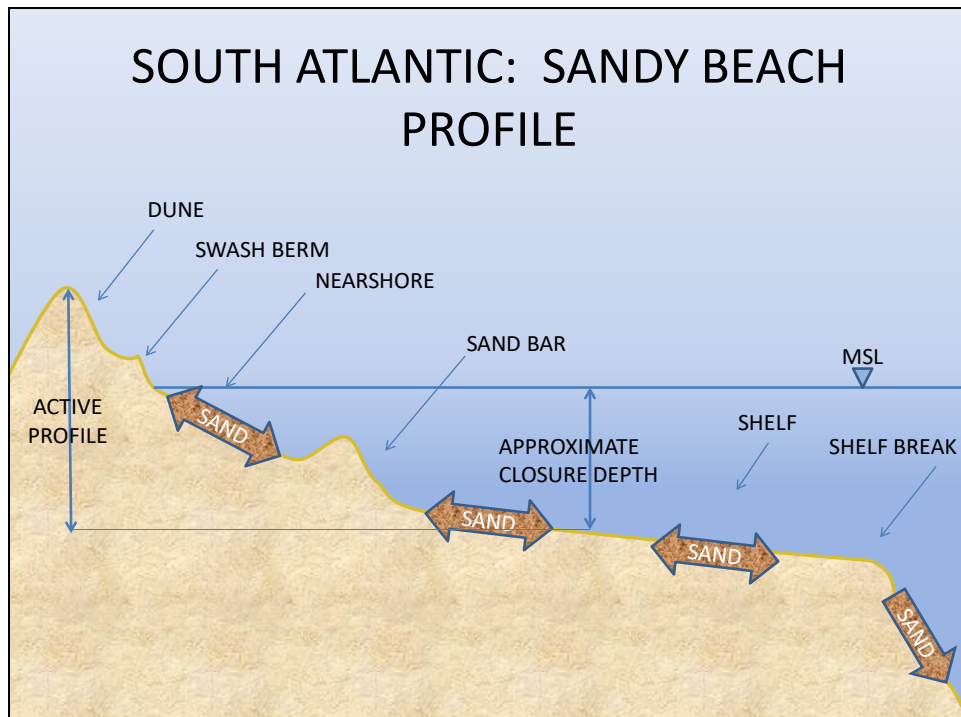 SOUTH ATLANTIC: SANDY BEACH
PROFILE
DUNE
SWASH BERM
NEARSHORE
SAND BAR
MSL
ACTIVE
PROFILE
SAND
APPROXIMATE
CLOSURE DEPTH
SHELF
SHELF BREAK
SAND
SAND
SAND